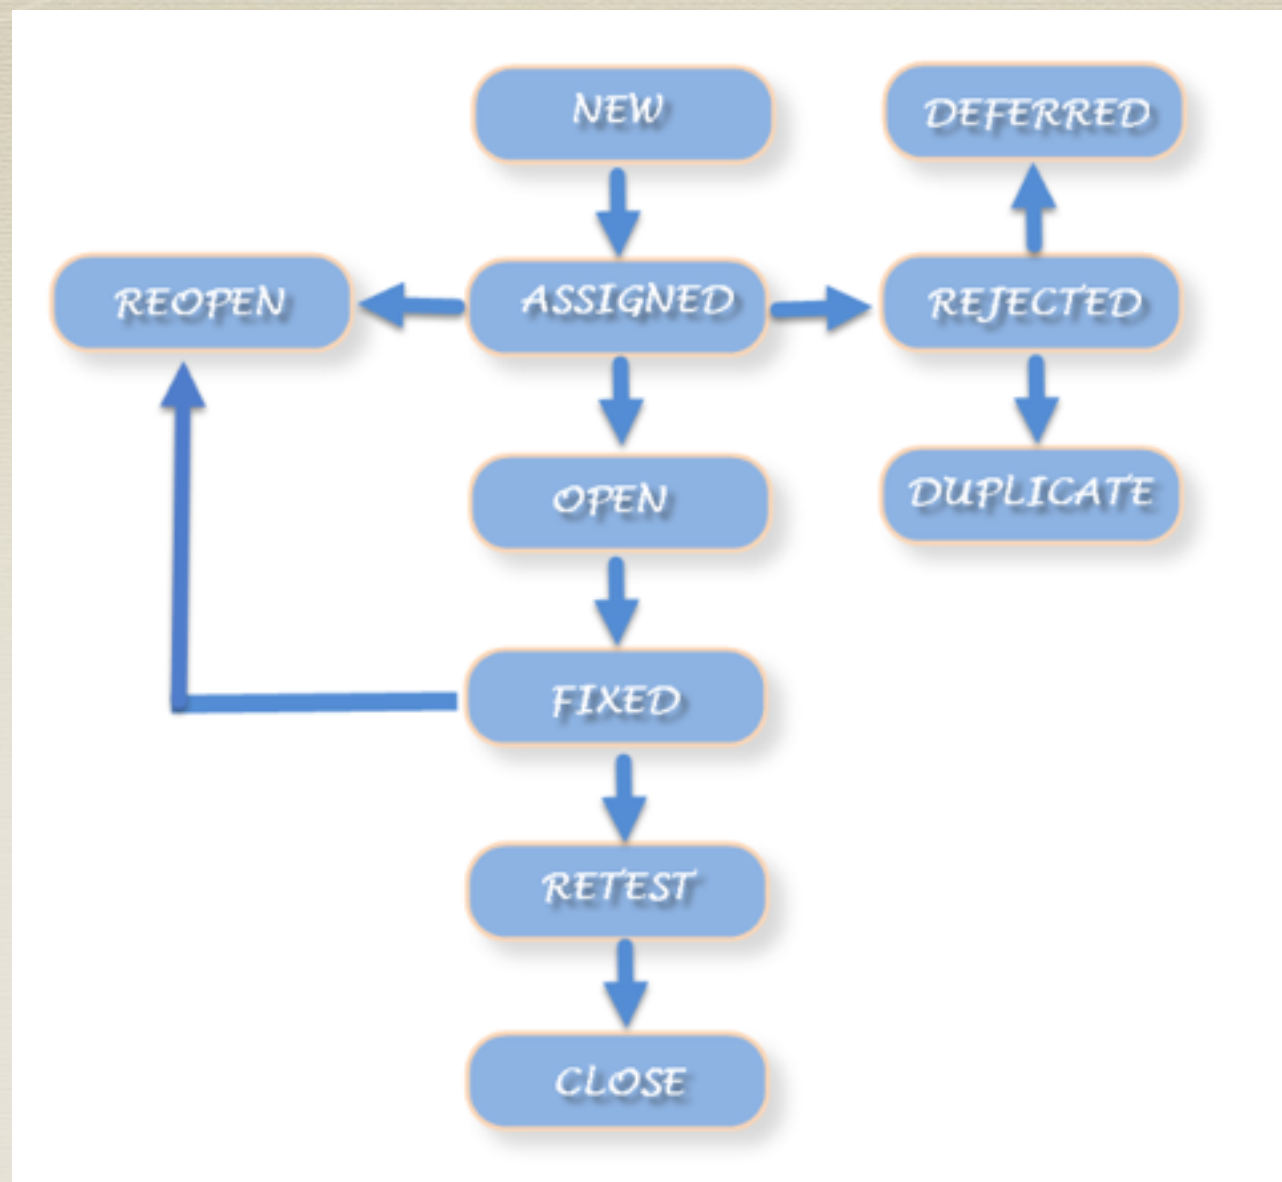 NEW
DEFERRED
REOPEN
ASSIGNED
REJECTED
OPEN
DUPLICATE
FIXED
RETEST
CLOSE